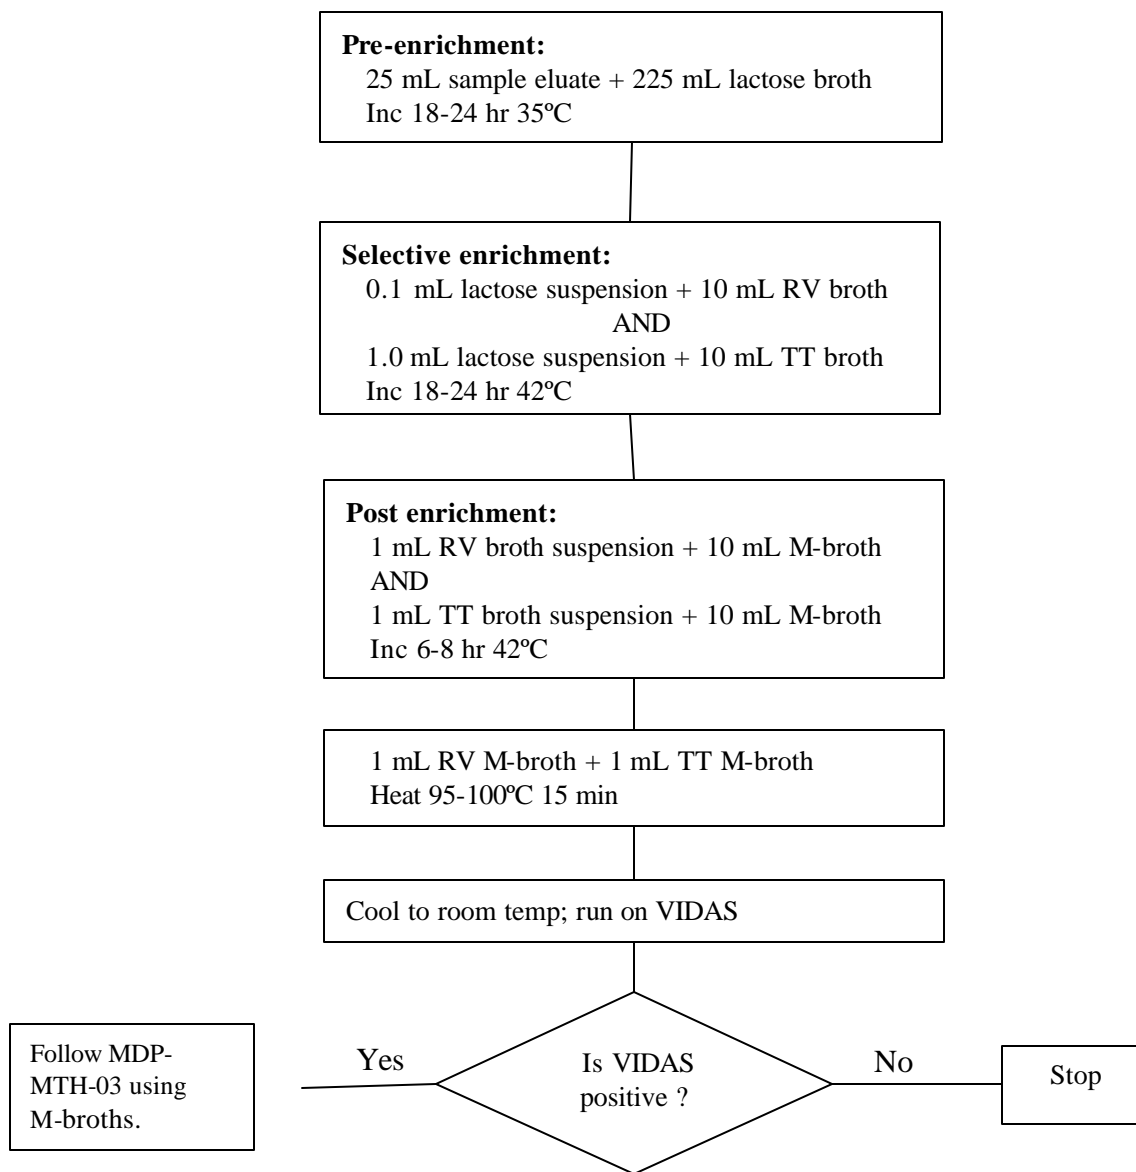 Pre-enrichment:
25 mL sample eluate + 225 mL lactose broth
Inc 18-24 hr 35ºC
Selective enrichment:
0.1 mL lactose suspension + 10 mL RV broth
AND
1.0 mL lactose suspension + 10 mL TT broth
Inc 18-24 hr 42ºC
Post enrichment:
1 mL RV broth suspension + 10 mL M-broth
AND
1 mL TT broth suspension + 10 mL M-broth
Inc 6-8 hr 42ºC
1 mL RV M-broth + 1 mL TT M-broth
Heat 95-100ºC 15 min
Cool to room temp; run on VIDAS
Follow MDP-
MTH-03 using
M-broths.
Yes
Is VIDAS
positive ?
No
Stop